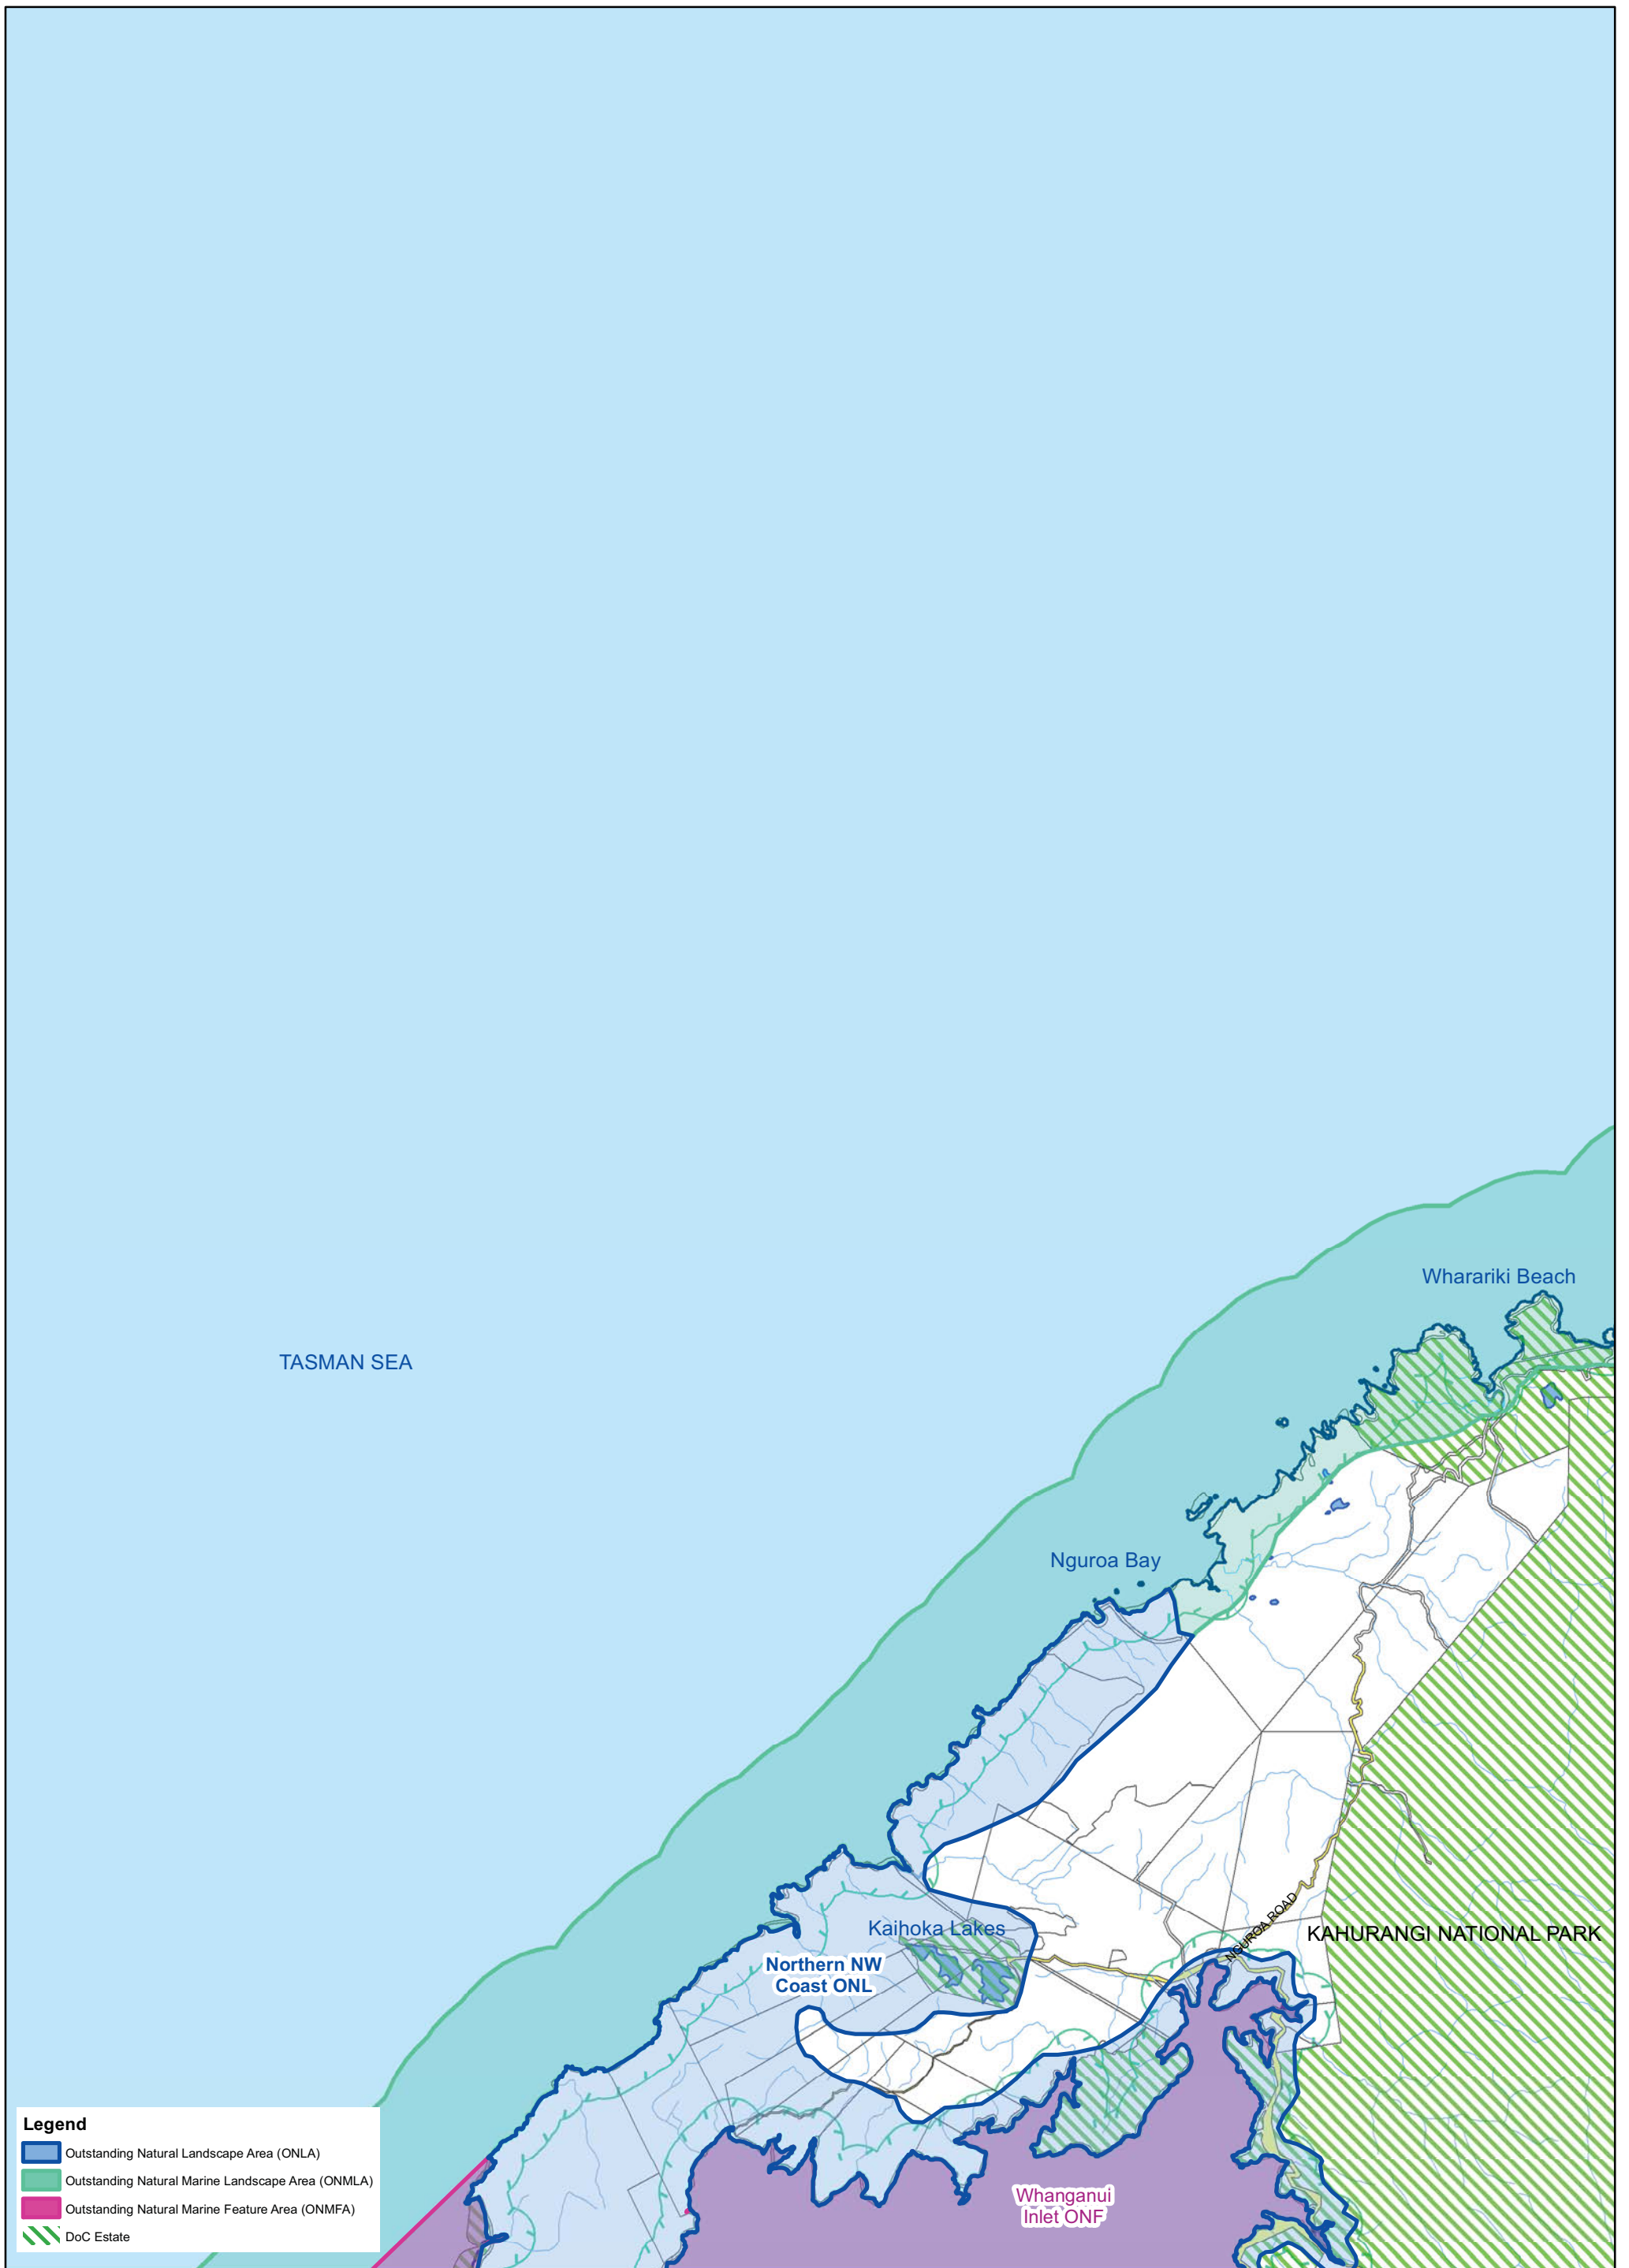 Wharariki Beach
TASMAN SEA
Nguroa Bay
NGUROA ROAD
Kaihoka Lakes
KAHURANGI NATIONAL PARK
Northern NW
Coast ONL
Whanganui
Inlet ONF
Legend
Outstanding Natural Landscape Area (ONLA)
Outstanding Natural Marine Landscape Area (ONMLA)
Outstanding Natural Marine Feature Area (ONMFA)
DoC Estate